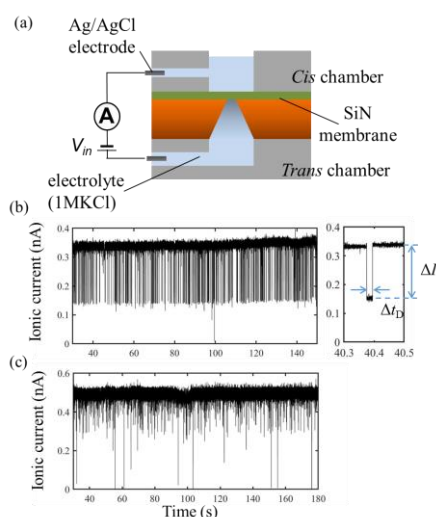 (a)
Ag/AgCl
electrode
Cis chamber
A
SiN
membrane
Vin
Trans chamber
electrolyte
(1MKCl)
(b)
Ionic current (nA)
0.4
0.3
0.2
0.1
0
40 60 80 100 120 140
0.4
0.3
0.2
0.1
0
40.3 40.4 40.5
ΔI
ΔtD
(c)
Ionic current (nA)
0.6
0.4
0.2
0
40 60 80 100 120 140 160 180
Time (s)